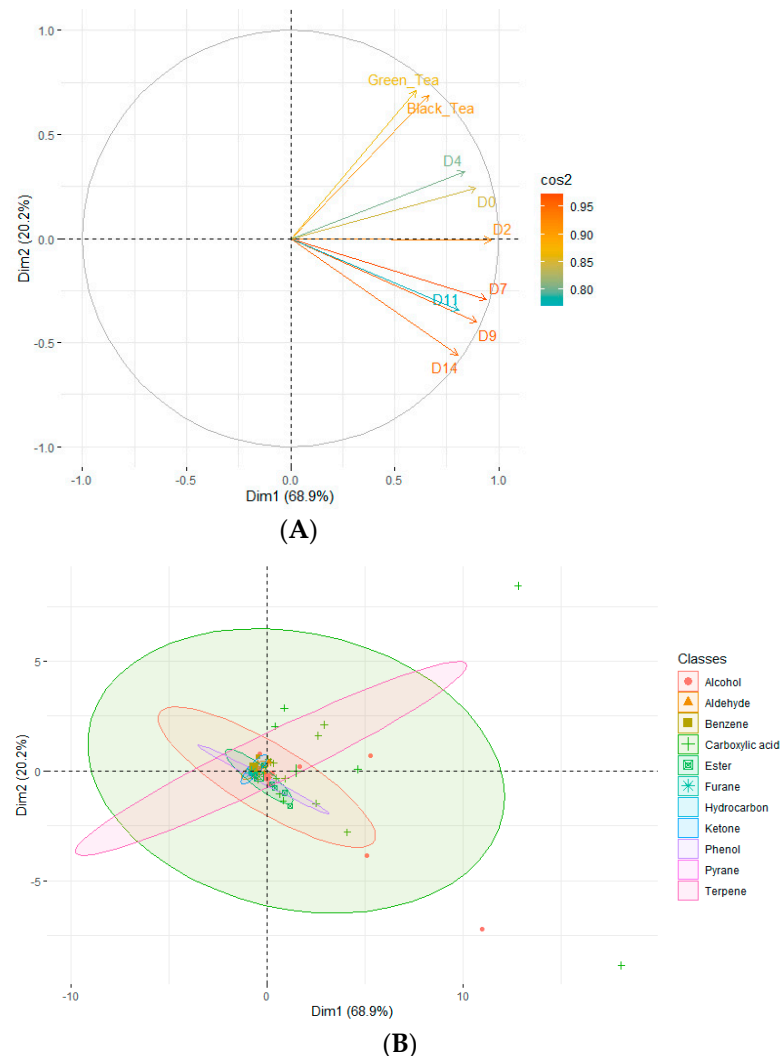 1.0
0.5
0.0
-0.5
-1.0
Dim2 (20.2%)
Green_Tea
Black_Tea
D4
D0
D2
D7
D11
D9
D14
-1.0 -0.5 0.0 0.5 1.0
Dim1 (68.9%)
cos2
0.95
0.90
0.85
0.80
(A)
5
0
-5
Dim2 (20.2%)
-10 0 10
Dim1 (68.9%)
Classes
Alcohol
Aldehyde
Benzene
Carboxylic acid
Ester
Furane
Hydrocarbon
Ketone
Phenol
Pyrane
Terpene
(B)